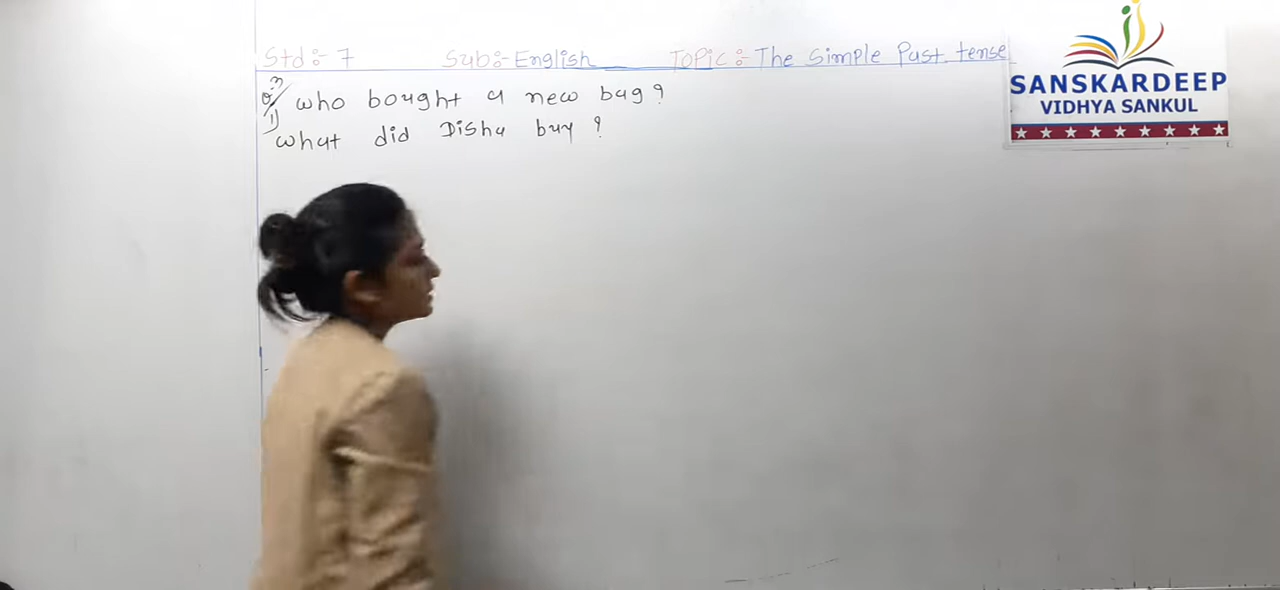 Std:- 7 Sub:- English Topic:- The Simple Past tense
Q.3 who bought a new bag?
1) what did Disha buy?
SANSKARDEEP
VIDHYA SANKUL